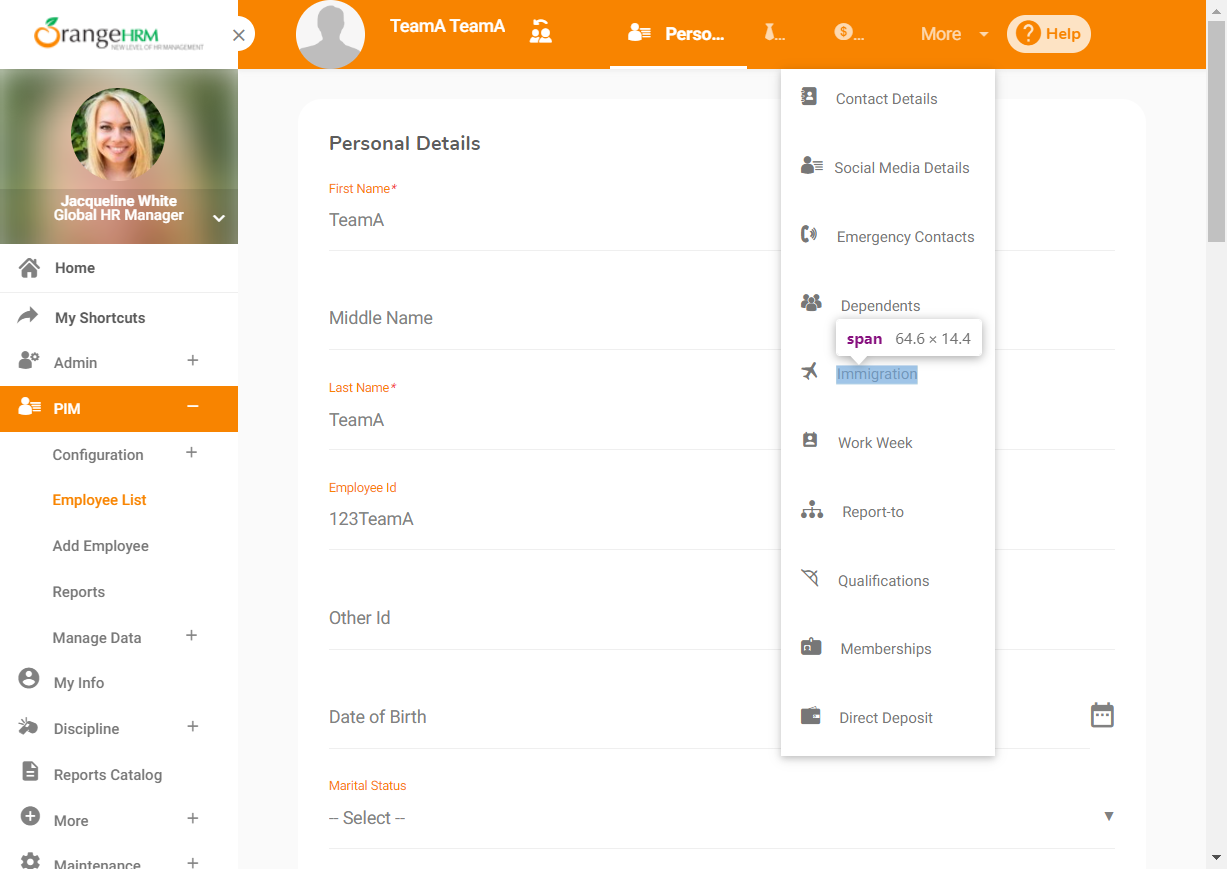 OrangeHRM
NEW LEVEL OF HR MANAGEMENT
TeamA TeamA
Perso...
...
$...
More
? Help
Jacqueline White
Global HR Manager
Home
My Shortcuts
Admin
PIM
Configuration
Employee List
Add Employee
Reports
Manage Data
My Info
Discipline
Reports Catalog
More
Maintenance
Personal Details
First Name*
TeamA
Middle Name
Last Name*
TeamA
Employee Id
123TeamA
Other Id
Date of Birth
Marital Status
-- Select --
Contact Details
Social Media Details
Emergency Contacts
Dependents
span 64.6 × 14.4
Immigration
Work Week
Report-to
Qualifications
Memberships
Direct Deposit